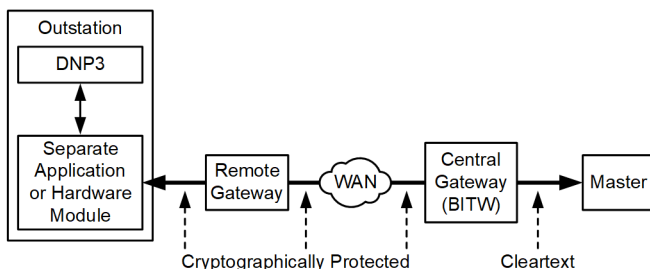 Outstation
DNP3
Separate
Application
or Hardware
Module
Remote
Gateway
WAN
Central
Gateway
(BITW)
Master
Cryptographically Protected
Cleartext